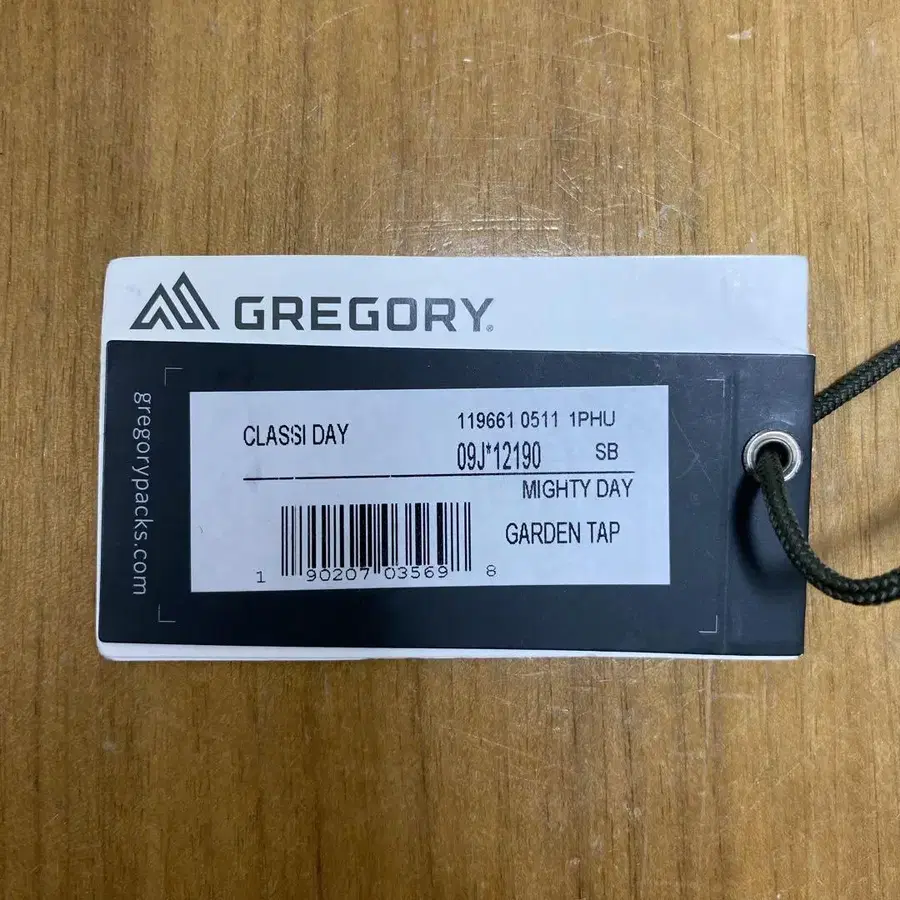 GREGORY
gregorypacks.com
CLASSI DAY
119661 0511 1PHU
09J*12190 SB
MIGHTY DAY
GARDEN TAP
1 90207 03569 8